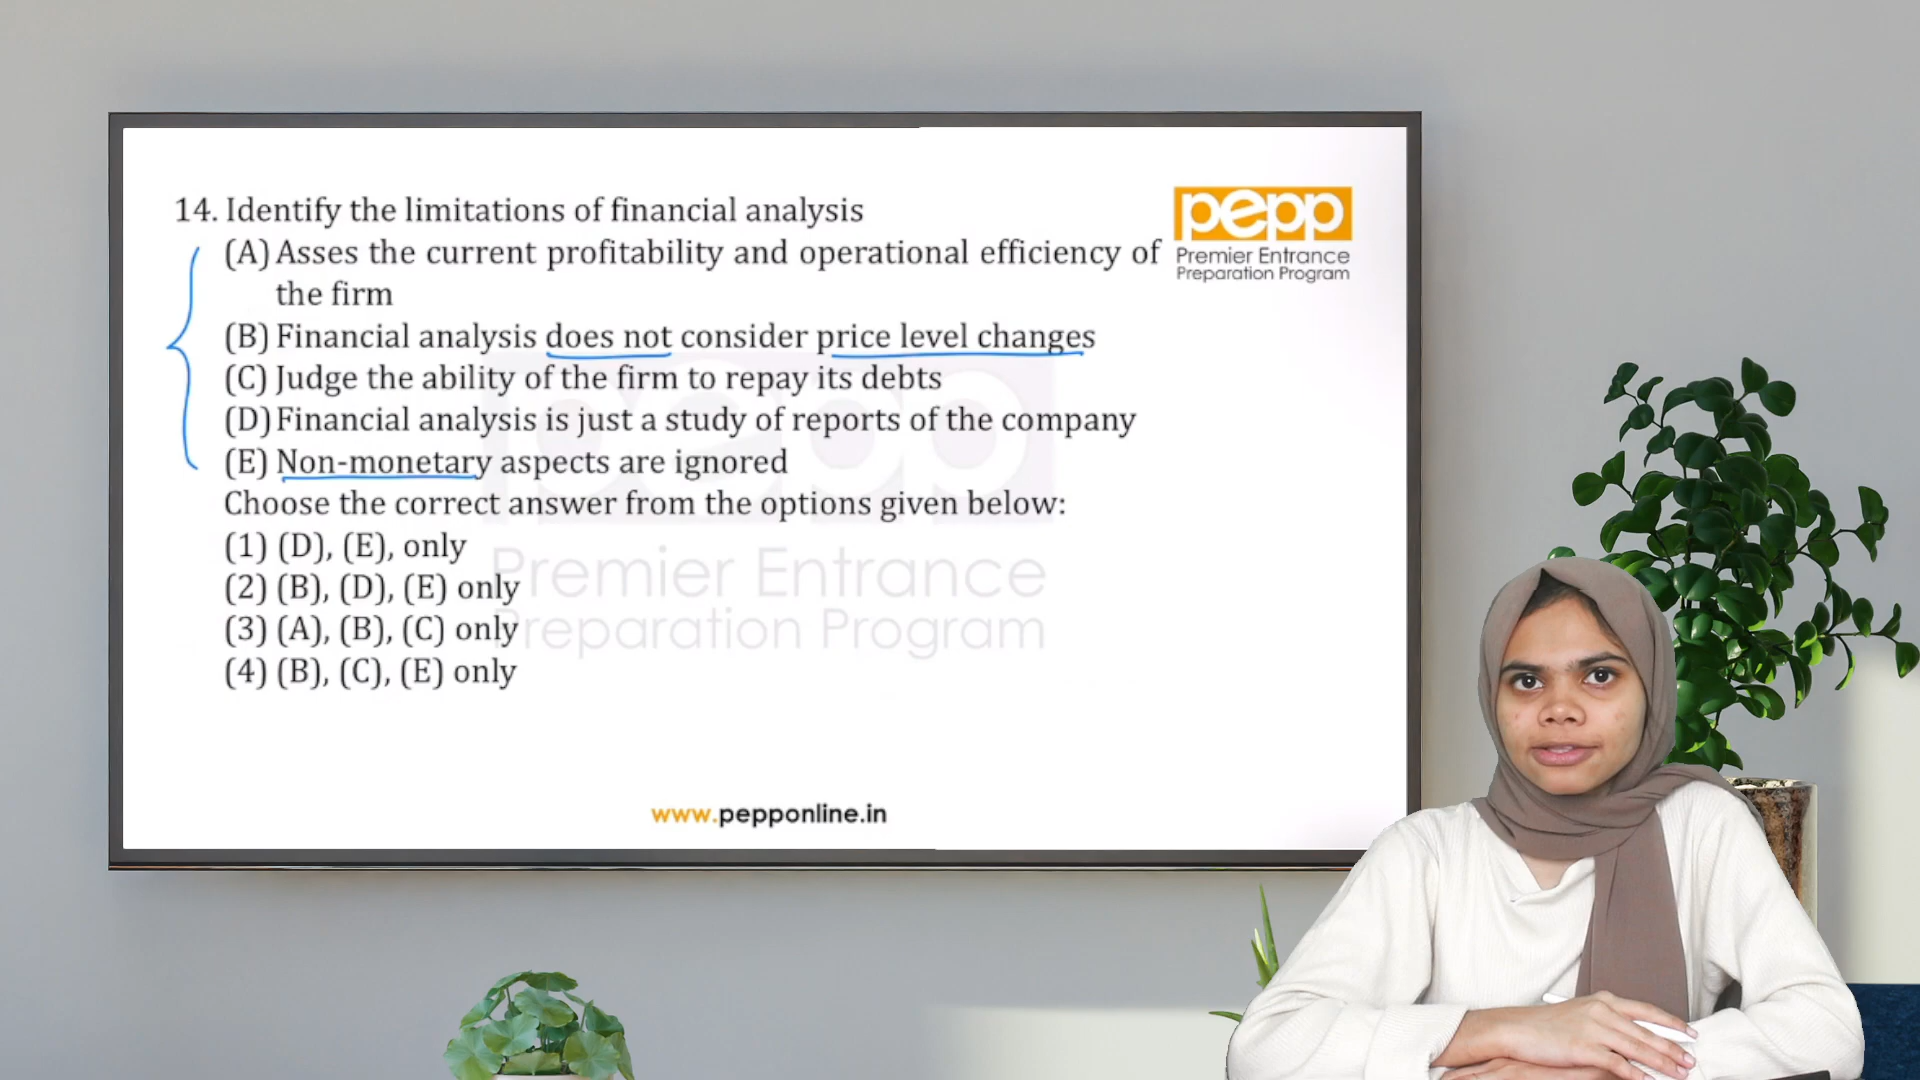 14. Identify the limitations of financial analysis
(A) Asses the current profitability and operational efficiency of
the firm
(B) Financial analysis does not consider price level changes
(C) Judge the ability of the firm to repay its debts
(D) Financial analysis is just a study of reports of the company
(E) Non-monetary aspects are ignored
Choose the correct answer from the options given below:
(1) (D), (E), only
(2) (B), (D), (E) only
(3) (A), (B), (C) only
(4) (B), (C), (E) only
pepp
Premier Entrance
Preparation Program
pepp
Premier Entrance
Preparation Program
www.pepponline.in